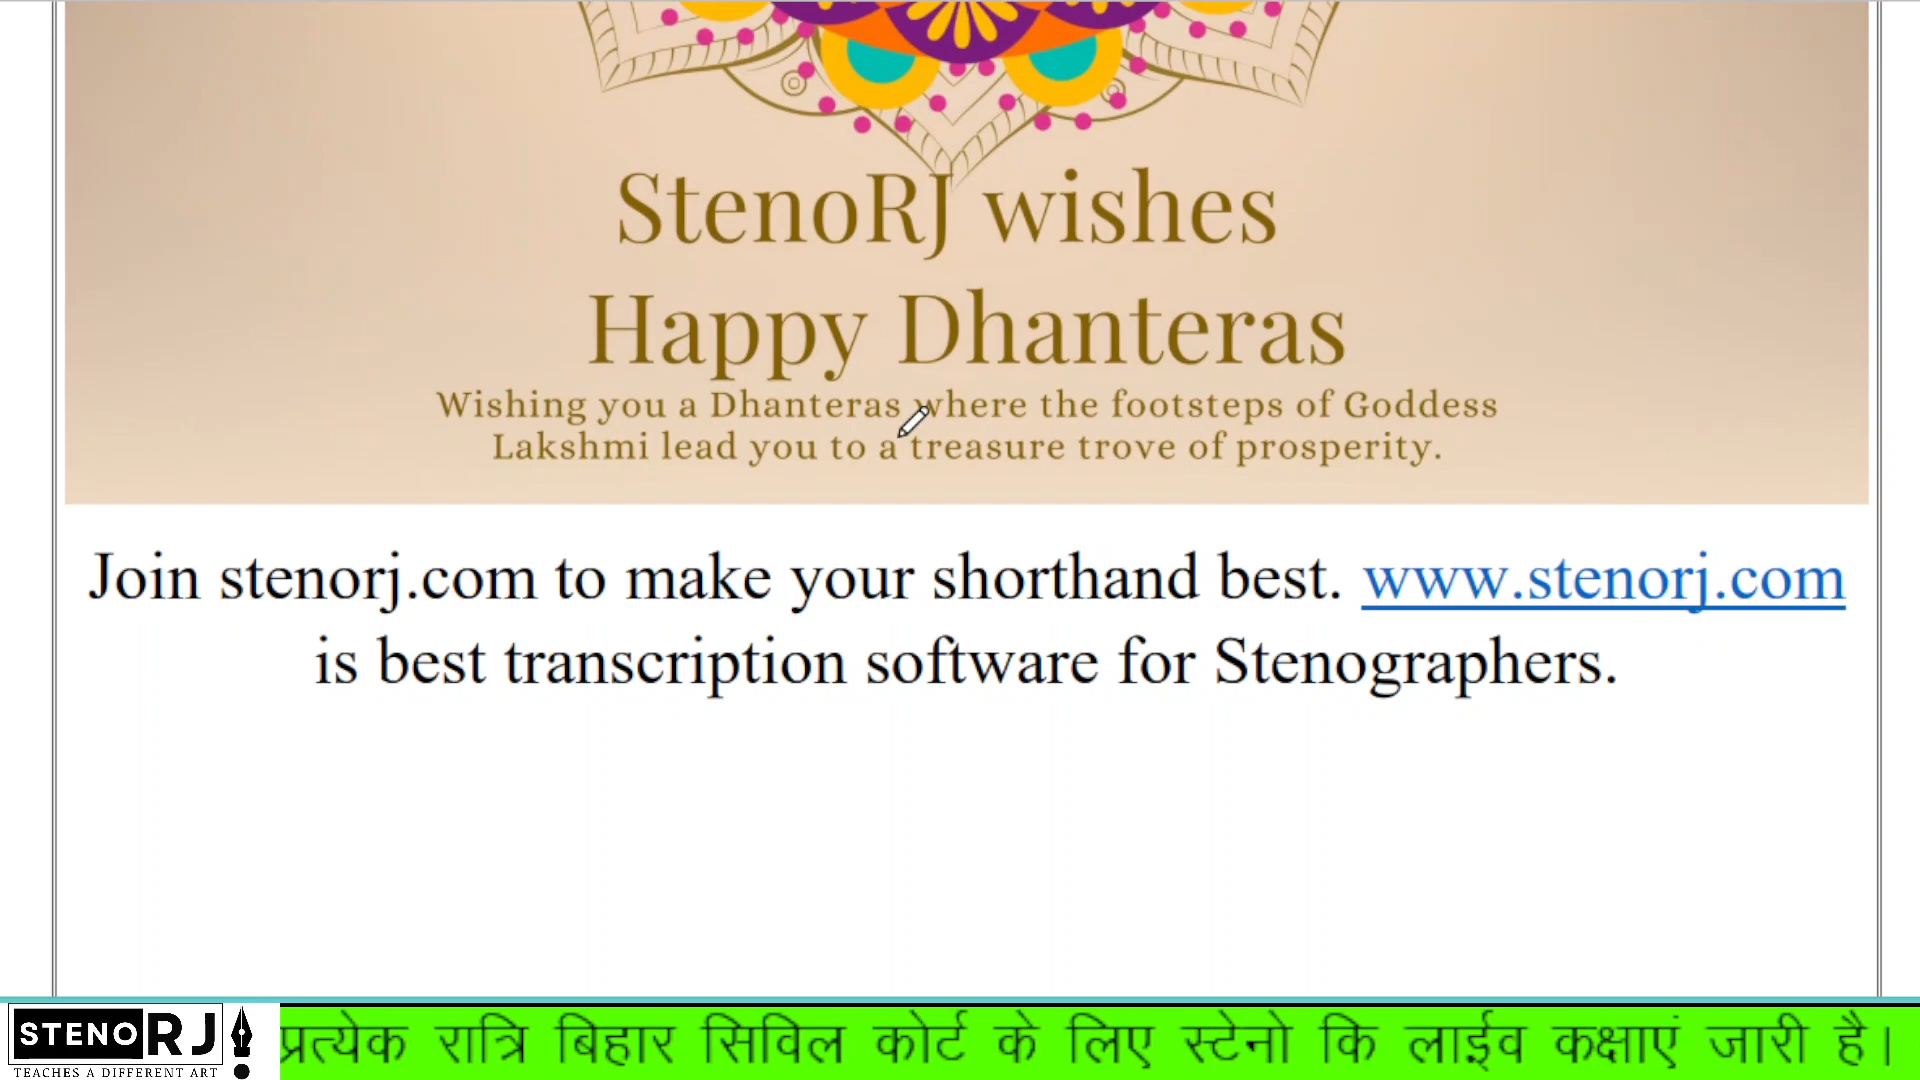 StenoRJ wishes
Happy Dhanteras
Wishing you a Dhanteras where the footsteps of Goddess
Lakshmi lead you to a treasure trove of prosperity.
Join stenorj.com to make your shorthand best. www.stenorj.com
is best transcription software for Stenographers.
STENO RJ
TEACHES A DIFFERENT ART
प्रत्येक रात्रि बिहार सिविल कोर्ट के लिए स्टेनो कि लाईव कक्षाएं जारी है।